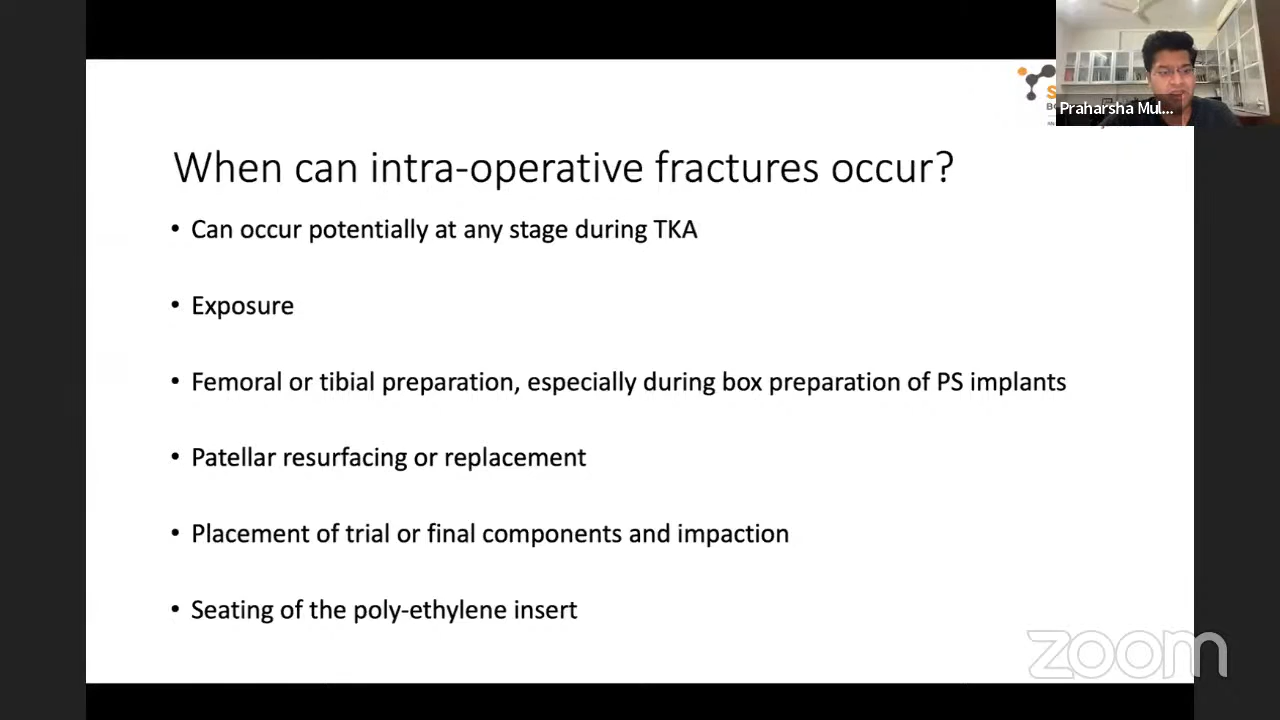 Praharsha Mul...
When can intra-operative fractures occur?
• Can occur potentially at any stage during TKA
• Exposure
• Femoral or tibial preparation, especially during box preparation of PS implants
• Patellar resurfacing or replacement
• Placement of trial or final components and impaction
• Seating of the poly-ethylene insert
zoom